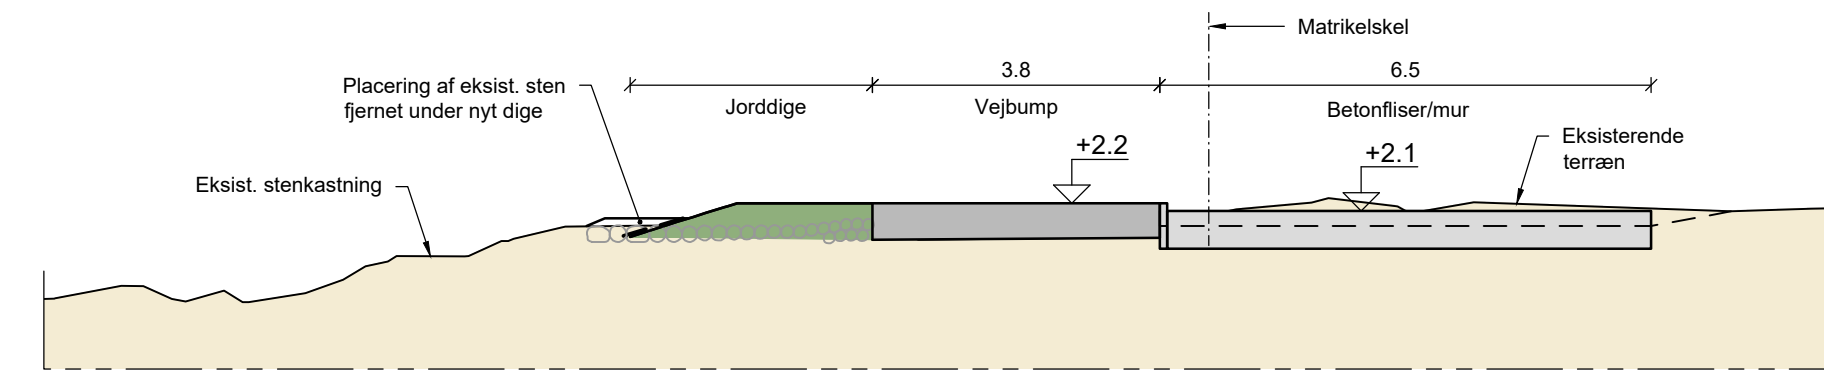 Matrikelskel
3.8
6.5
Placering af eksist. sten
fjernet under nyt dige
Jorddige
Vejbump
Betonfliser/mur
+2.2
+2.1
Eksisterende
terræn
Eksist. stenkastning